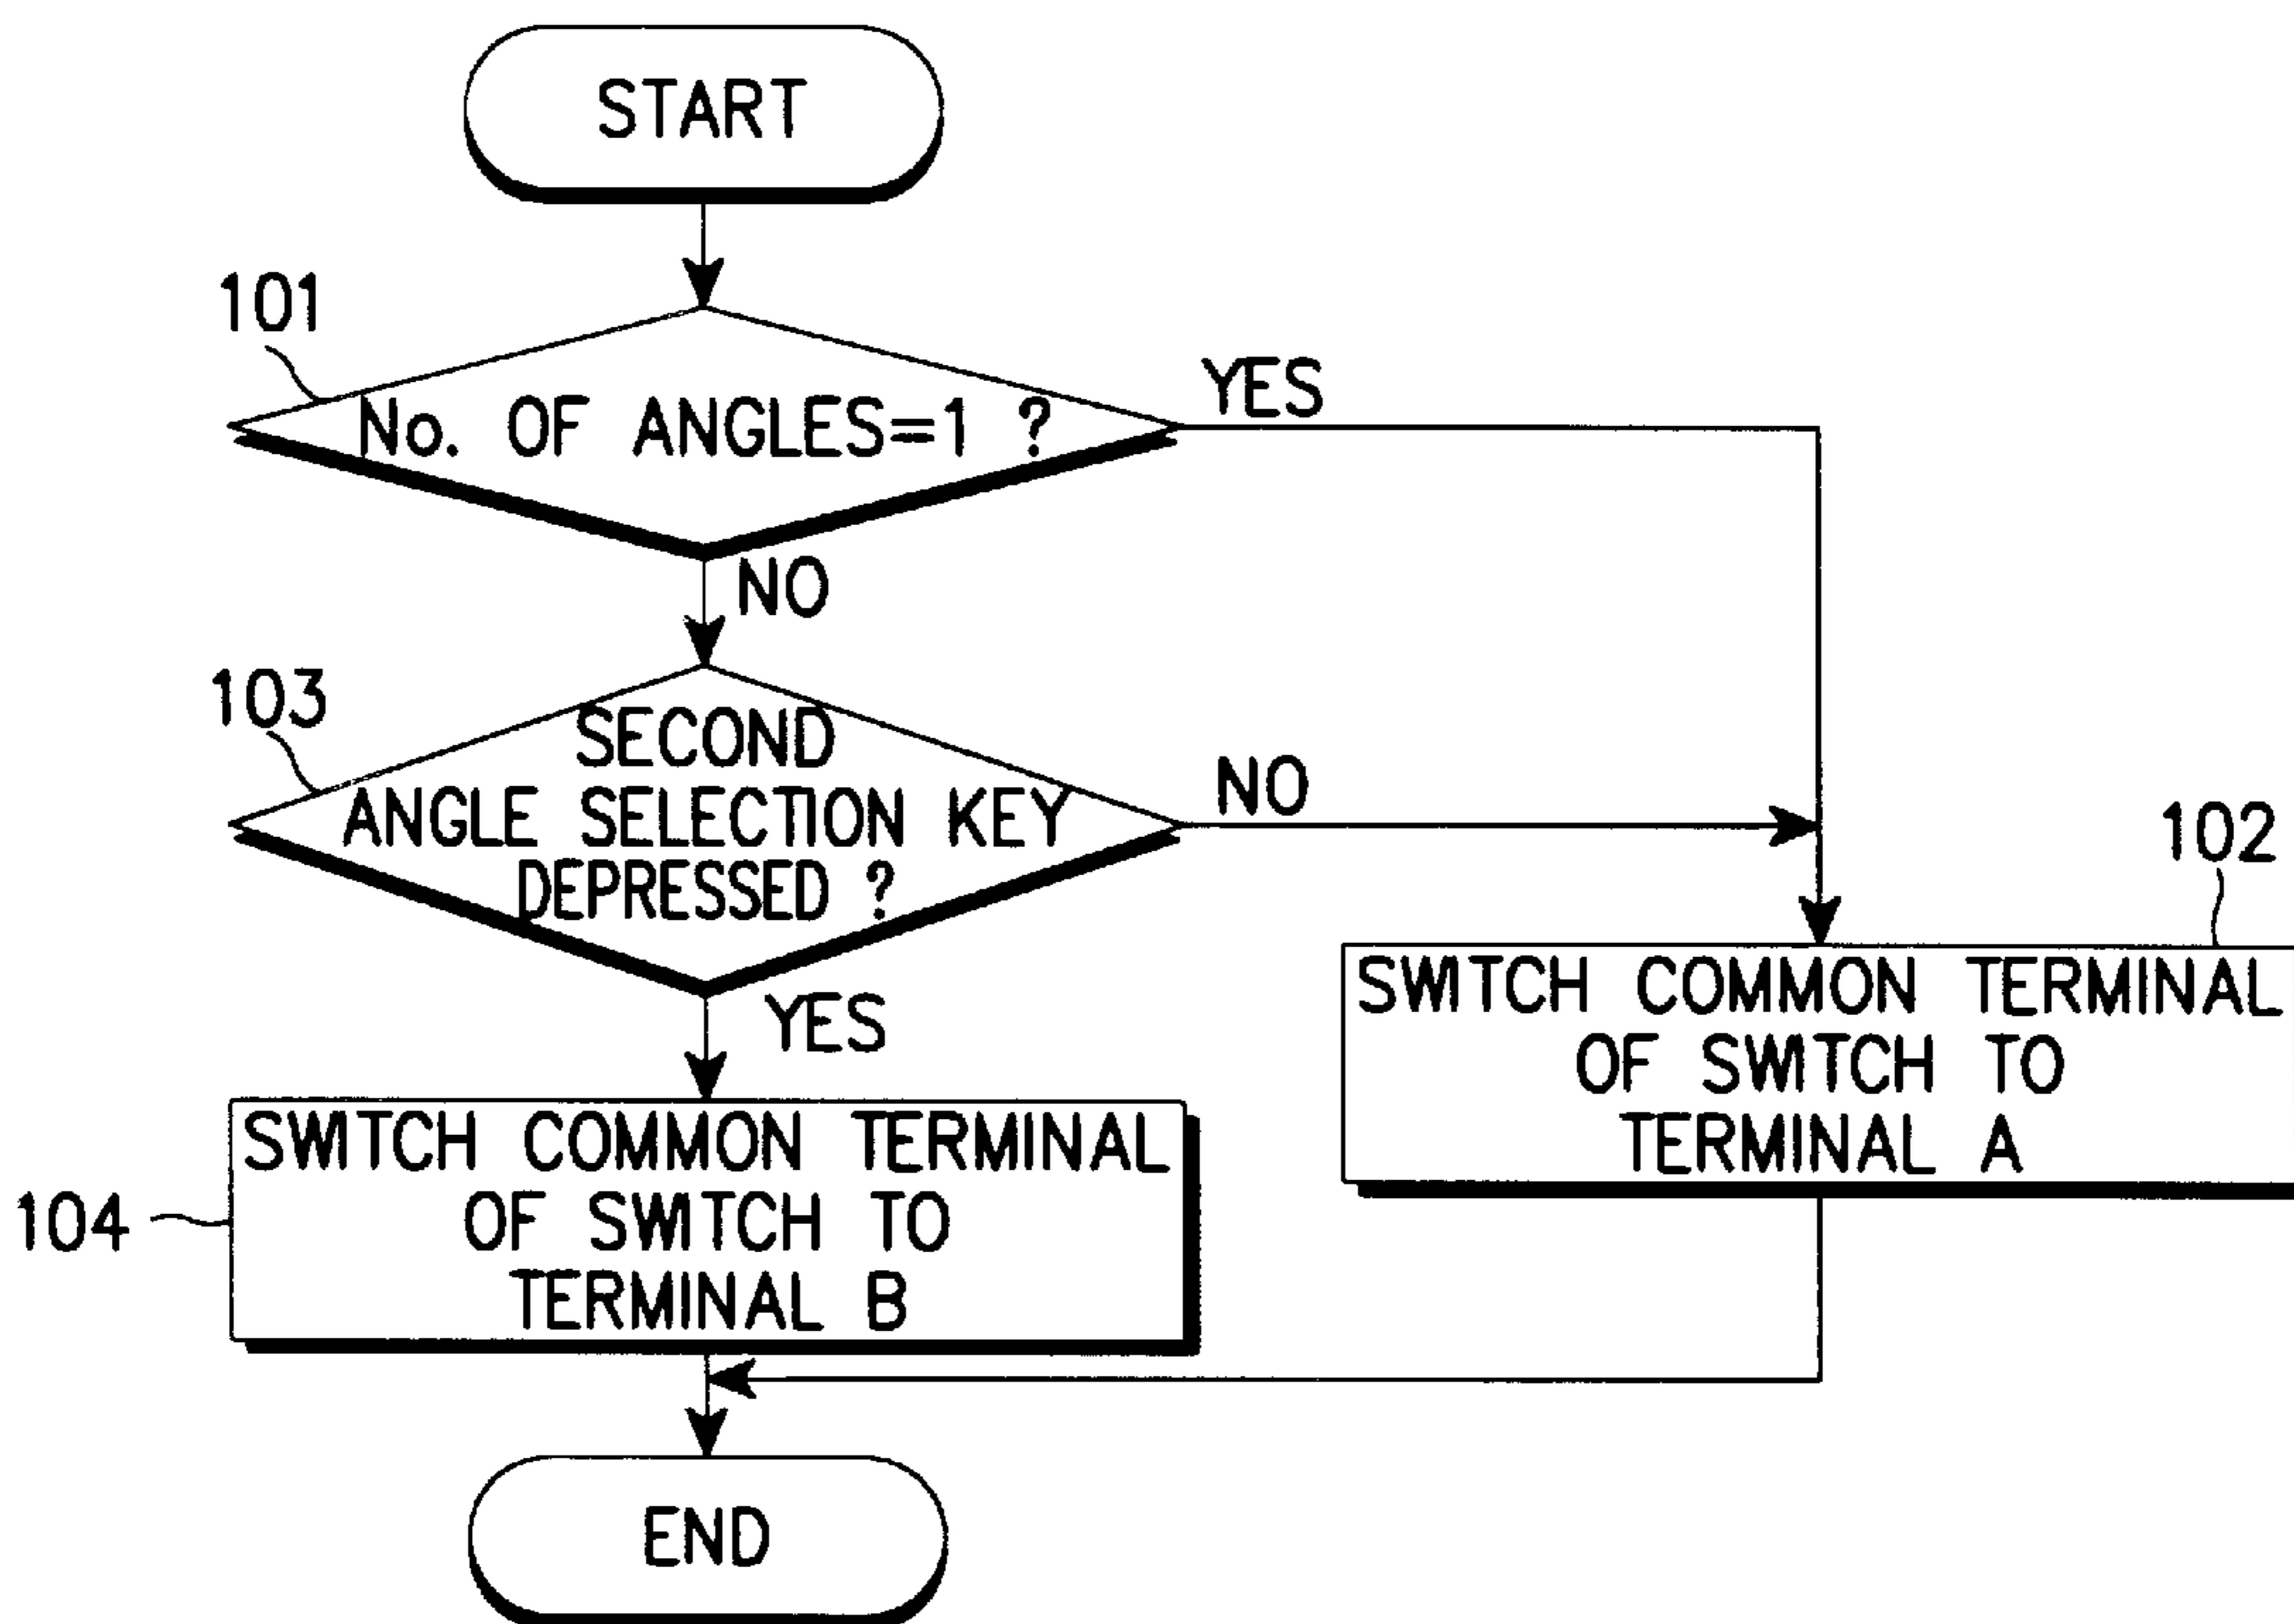 START
101
No. OF ANGLES=1 ?
YES
NO
103
SECOND
ANGLE SELECTION KEY
DEPRESSED ?
NO
YES
102
SWITCH COMMON TERMINAL
OF SWITCH TO
TERMINAL A
104
SWITCH COMMON TERMINAL
OF SWITCH TO
TERMINAL B
END